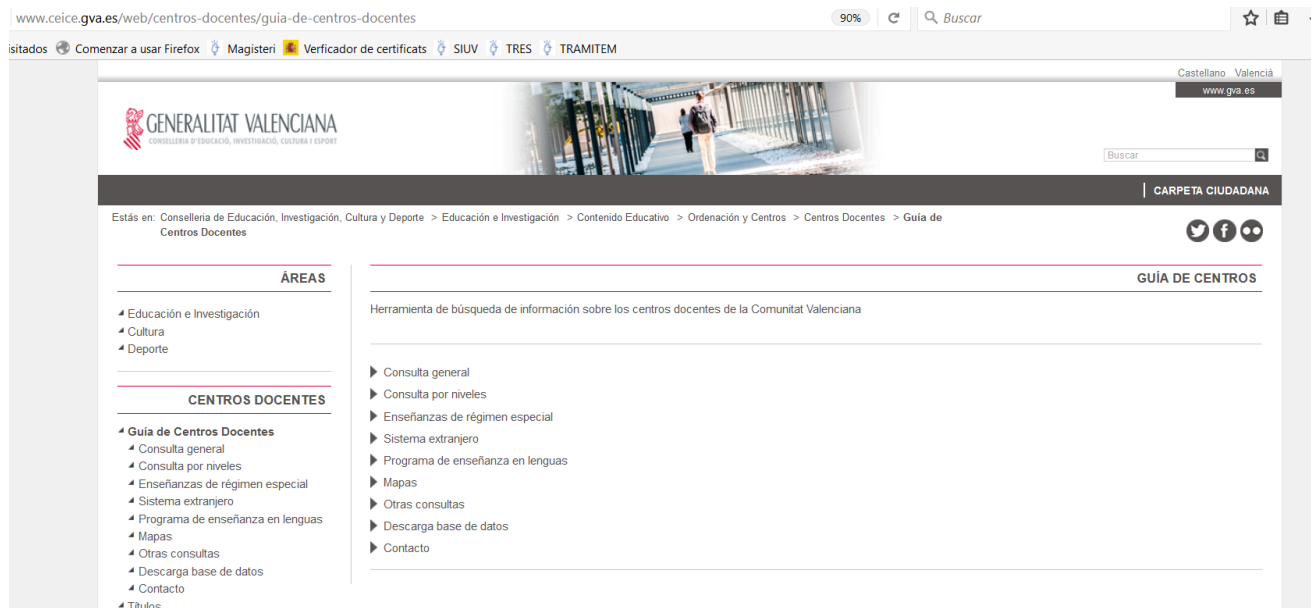 www.ceice.gva.es/web/centros-docentes/guia-de-centros-docentes 90% Buscar
isitados Comenzar a usar Firefox Magisteri Verificador de certificats SIUV TRES TRAMITEM
Castellano Valencià
www.gva.es
GENERALITAT VALENCIANA
CONSELLERIA D'EDUCACIÓ, INVESTIGACIÓ, CULTURA I ESPORT
Buscar
CARPETA CIUDADANA
Estás en: Conselleria de Educación, Investigación, Cultura y Deporte > Educación e Investigación > Contenido Educativo > Ordenación y Centros > Centros Docentes > Guía de
Centros Docentes
ÁREAS
Educación e Investigación
Cultura
Deporte
CENTROS DOCENTES
Guía de Centros Docentes
Consulta general
Consulta por niveles
Enseñanzas de régimen especial
Sistema extranjero
Programa de enseñanza en lenguas
Mapas
Otras consultas
Descarga base de datos
Contacto
Títulos
GUÍA DE CENTROS
Herramienta de búsqueda de información sobre los centros docentes de la Comunitat Valenciana
Consulta general
Consulta por niveles
Enseñanzas de régimen especial
Sistema extranjero
Programa de enseñanza en lenguas
Mapas
Otras consultas
Descarga base de datos
Contacto